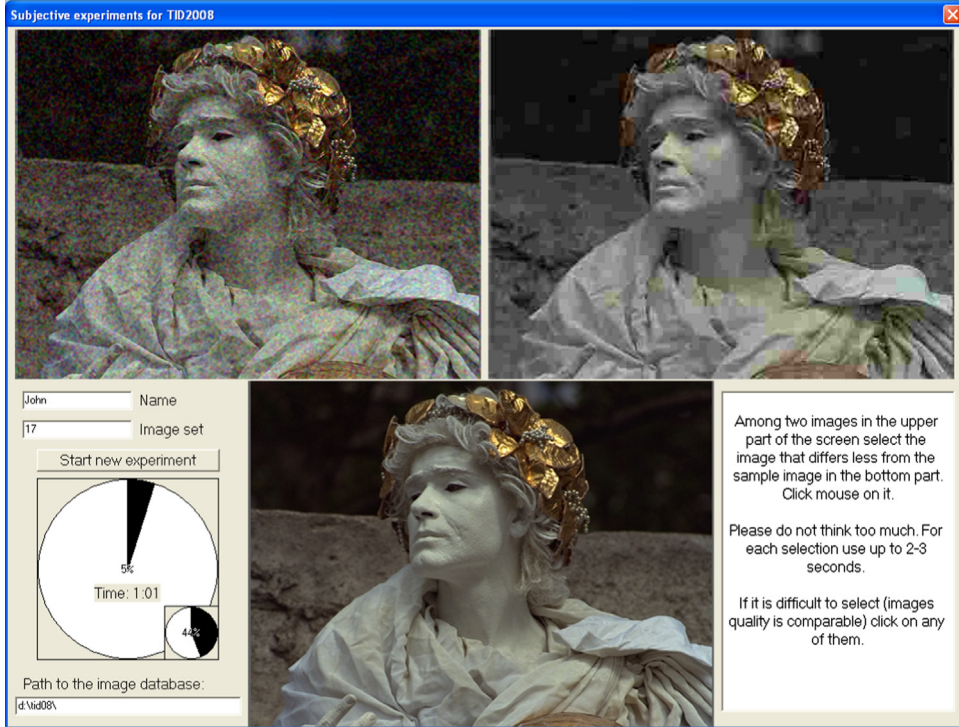 Subjective experiments for TID2008
John
Name
17
Image set
Start new experiment
5%
Time: 1:01
44%
Path to the image database:
d:\tid08\
Among two images in the upper
part of the screen select the
image that differs less from the
sample image in the bottom part.
Click mouse on it.
Please do not think too much. For
each selection use up to 2-3
seconds.
If it is difficult to select (images
quality is comparable) click on any
of them.